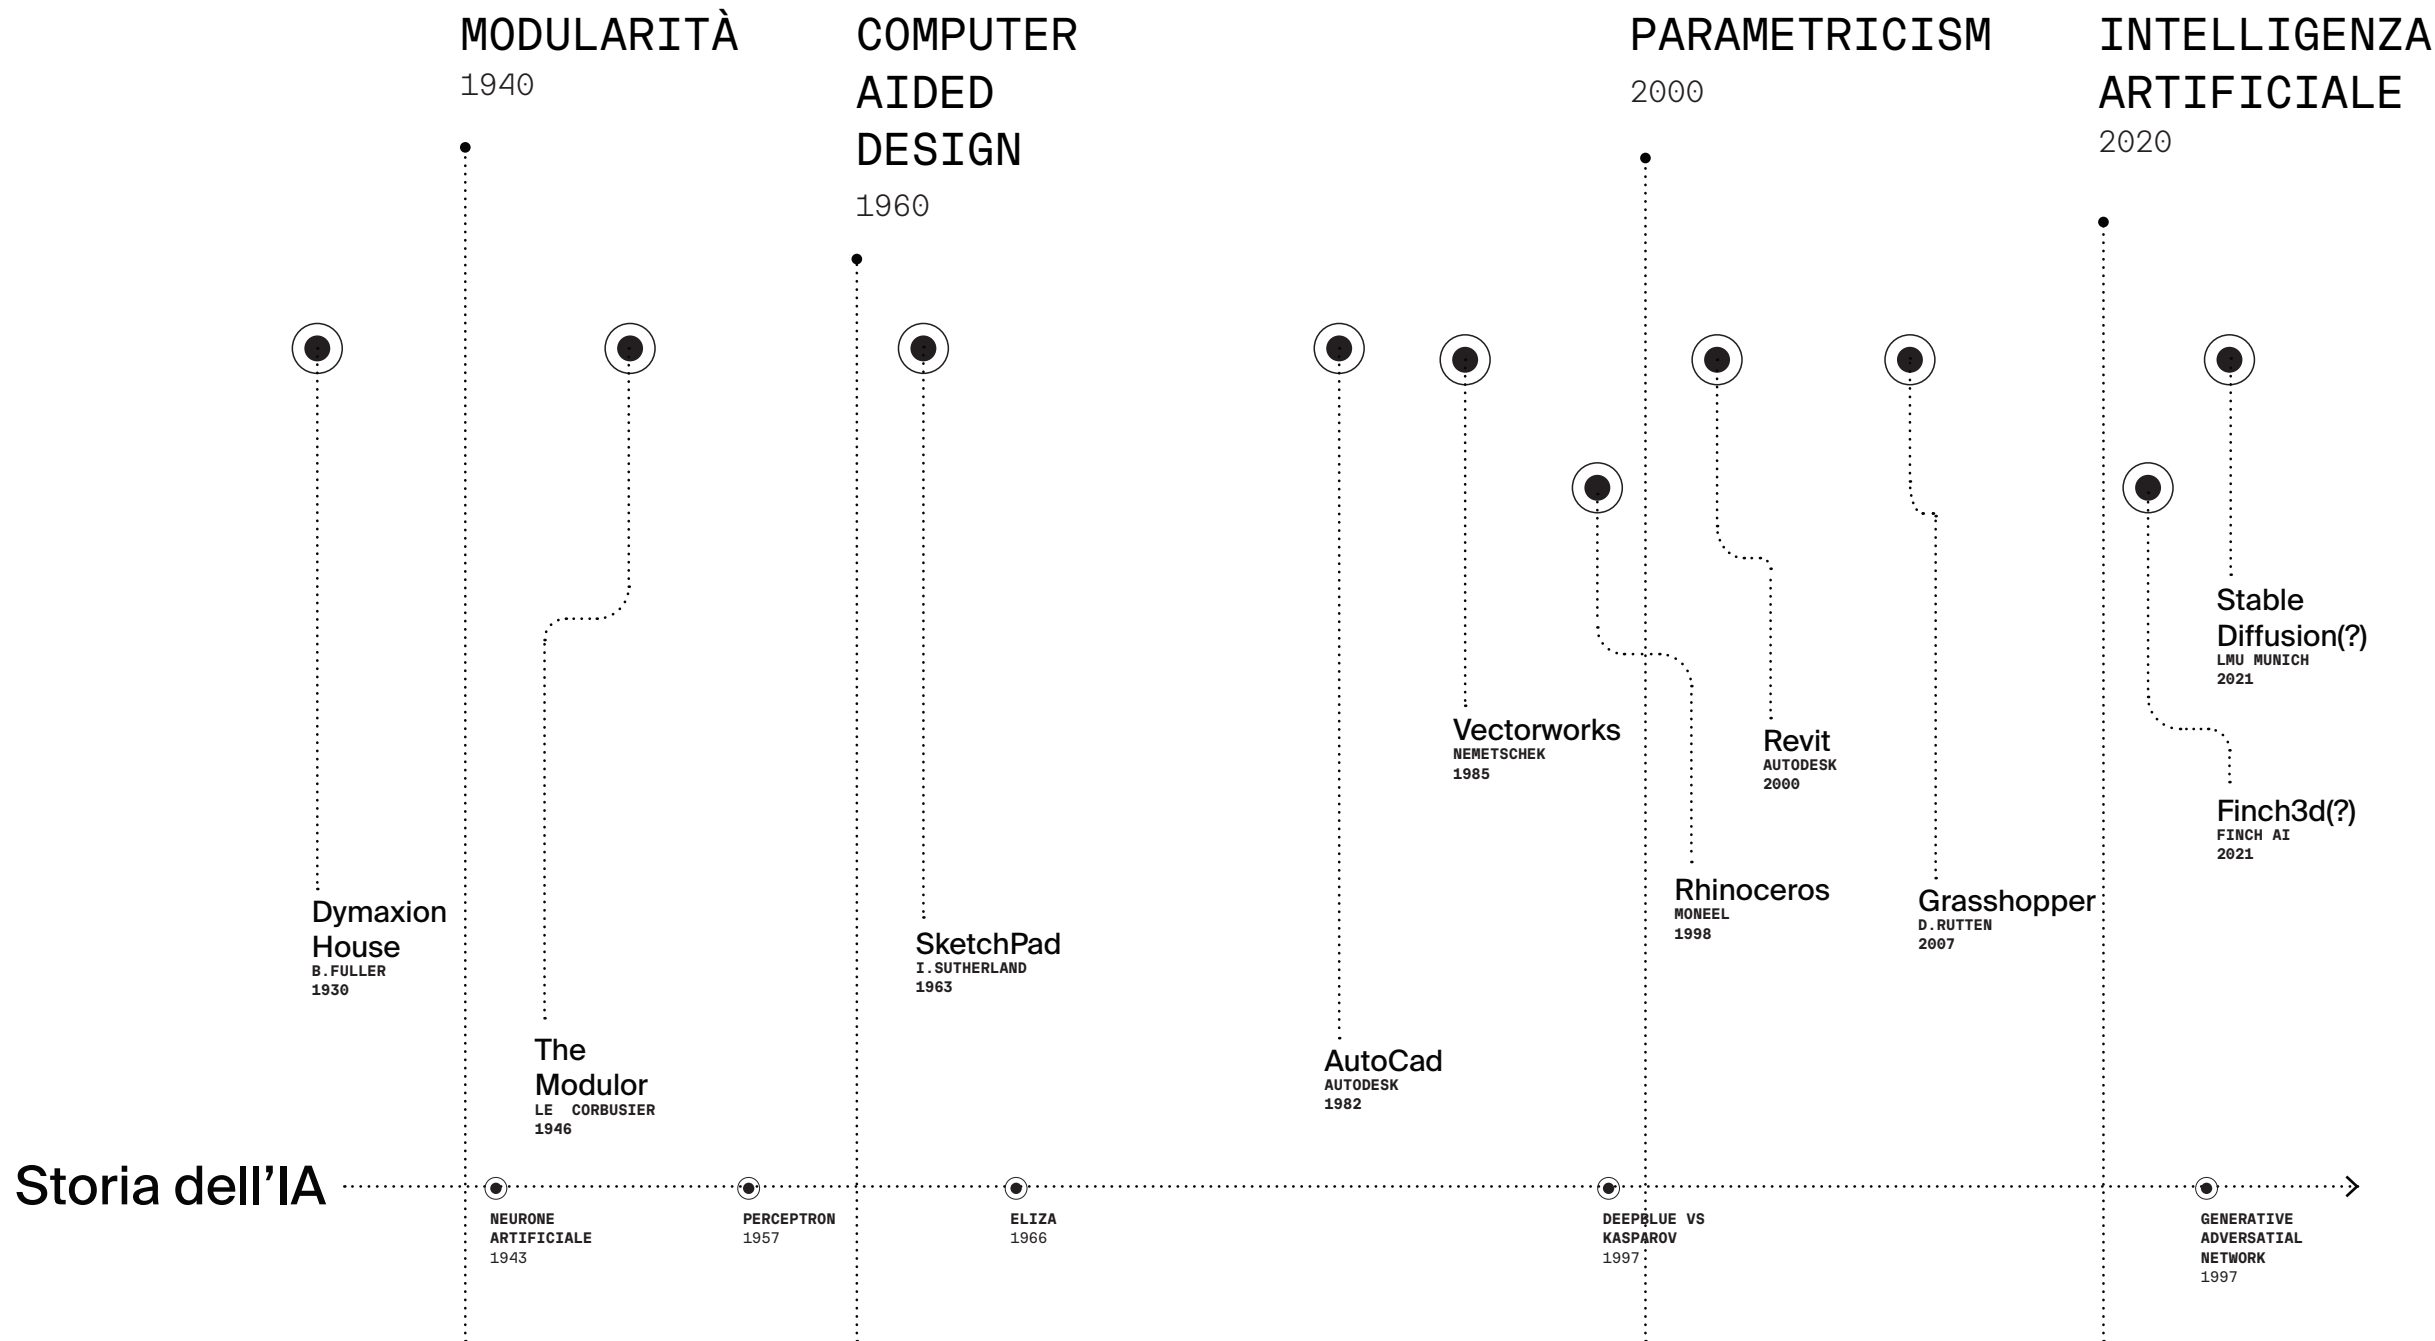 MODULARITÀ
1940
COMPUTER
AIDED
DESIGN
1960
PARAMETRICISM
2000
INTELLIGENZA
ARTIFICIALE
2020
Stable
Diffusion(?)
LMU MUNICH
2021
Vectorworks
NEMETSCHEK
1985
Revit
AUTODESK
2000
Finch3d(?)
FINCH AI
2021
Dymaxion
House
B.FULLER
1930
SketchPad
I.SUTHERLAND
1963
Rhinoceros
MONEEL
1998
Grasshopper
D.RUTTEN
2007
The
Modulor
LE CORBUSIER
1946
AutoCad
AUTODESK
1982
Storia dell’IA
NEURONE
ARTIFICIALE
1943
PERCEPTRON
1957
ELIZA
1966
DEEPBLUE VS
KASPAROV
1997
GENERATIVE
ADVERSATIAL
NETWORK
1997